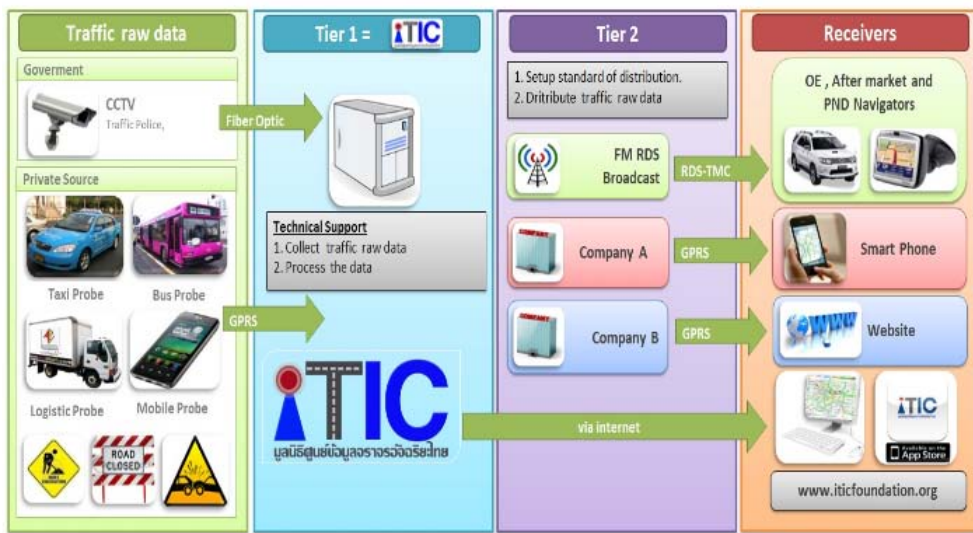 Traffic raw data
Goverment
CCTV
Traffic Police,
Private Source
Taxi Probe
Bus Probe
Logistic Probe
Mobile Probe
ROAD
CLOSED
Fiber Optic
GPRS
Tier 1 = iTIC
Technical Support
1. Collect traffic raw data
2. Process the data
iTIC
มูลนิธิศูนย์ข้อมูลจราจรอัจฉริยะไทย
Tier 2
1. Setup standard of distribution.
2. Dritribute traffic raw data
FM RDS
Broadcast
COMPANY
Company A
COMPANY
Company B
RDS-TMC
GPRS
GPRS
via internet
Receivers
OE , After market and
PND Navigators
Smart Phone
www
Website
iTIC
Available on the
App Store
www.iticfoundation.org